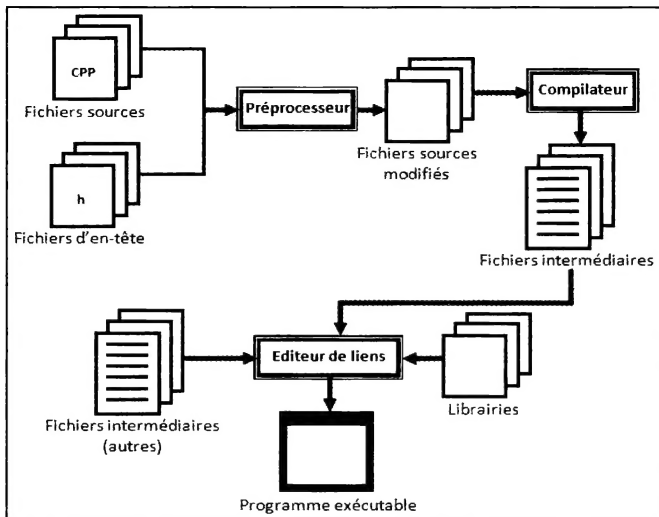 CPP
Fichiers sources
Préprocesseur
Fichiers sources
modifiés
Compilateur
h
Fichiers d'en-tête
Fichiers intermédiaires
Editeur de liens
Fichiers intermédiaires
(autres)
Librairies
Programme exécutable